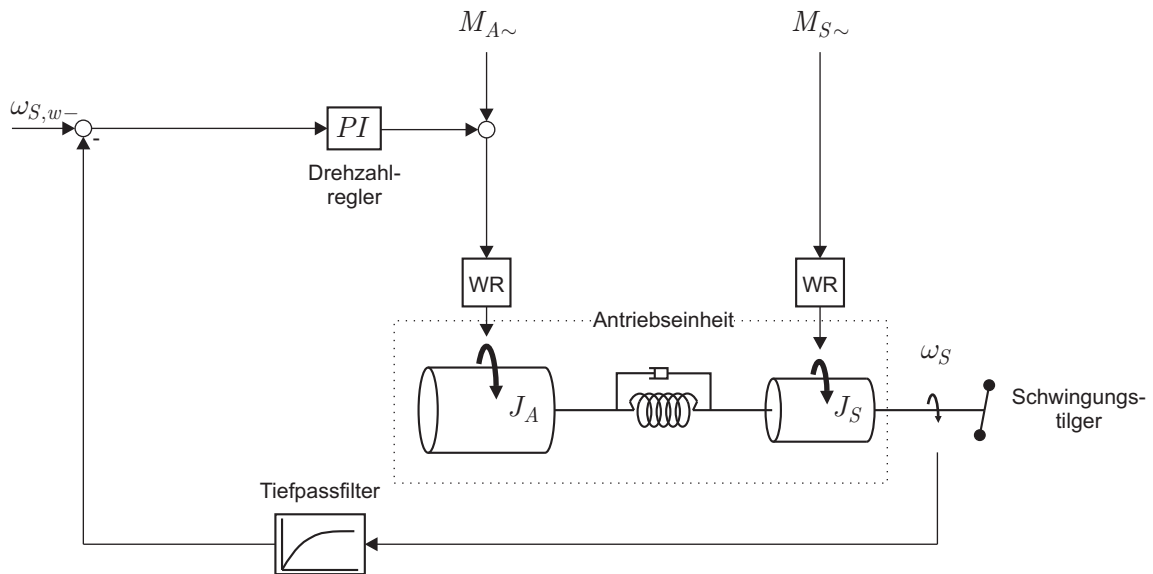 M_{A∼}
M_{S∼}
ω_{S,w−}
-
PI
Drehzahl-
regler
WR
WR
Antriebseinheit
ω_S
J_A
J_S
Schwingungs-
tilger
Tiefpassfilter